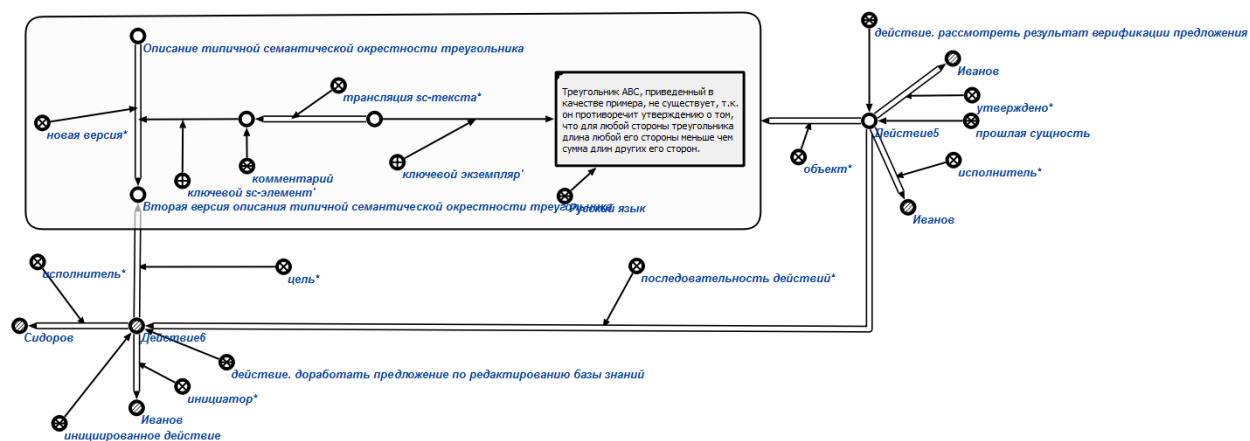 действие. рассмотреть результат верификации предложения
Описание типичной семантической окрестности треугольника
Иванов
трансляция sc-текста*
Треугольник АВС, приведенный в
качестве примера, не существует, т.к.
он противоречит утверждению о том,
что для любой стороны треугольника
длина любой его стороны меньше чем
сумма длин других его сторон.
утверждено*
новая версия*
Действие5
прошлая сущность
объект*
исполнитель*
комментарий
ключевой экземпляр'
ключевой sc-элемент'
Вторая версия описания типичной семантической окрестности треугольника
Русский язык
Иванов
исполнитель*
цель*
последовательность действий*
Сидоров
Действие6
действие. доработать предложение по редактированию базы знаний
инициатор*
Иванов
инициированное действие